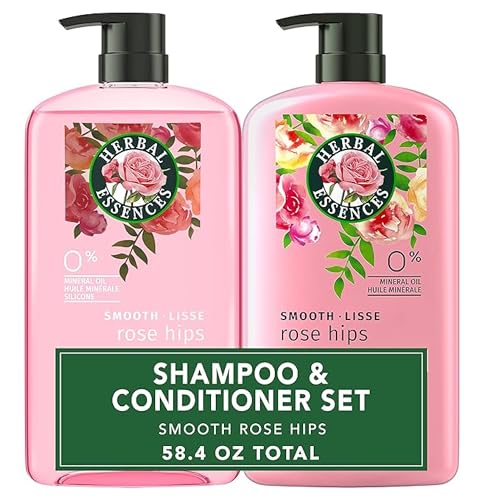 HERBAL
ESSENCES
0%
MINERAL OIL
HUILE MINÉRALE
SILICONE
SMOOTH · LISSE
rose hips
HERBAL
ESSENCES
0%
MINERAL OIL
HUILE MINÉRALE
SMOOTH · LISSE
rose hips
SHAMPOO &
CONDITIONER SET
SMOOTH ROSE HIPS
58.4 OZ TOTAL